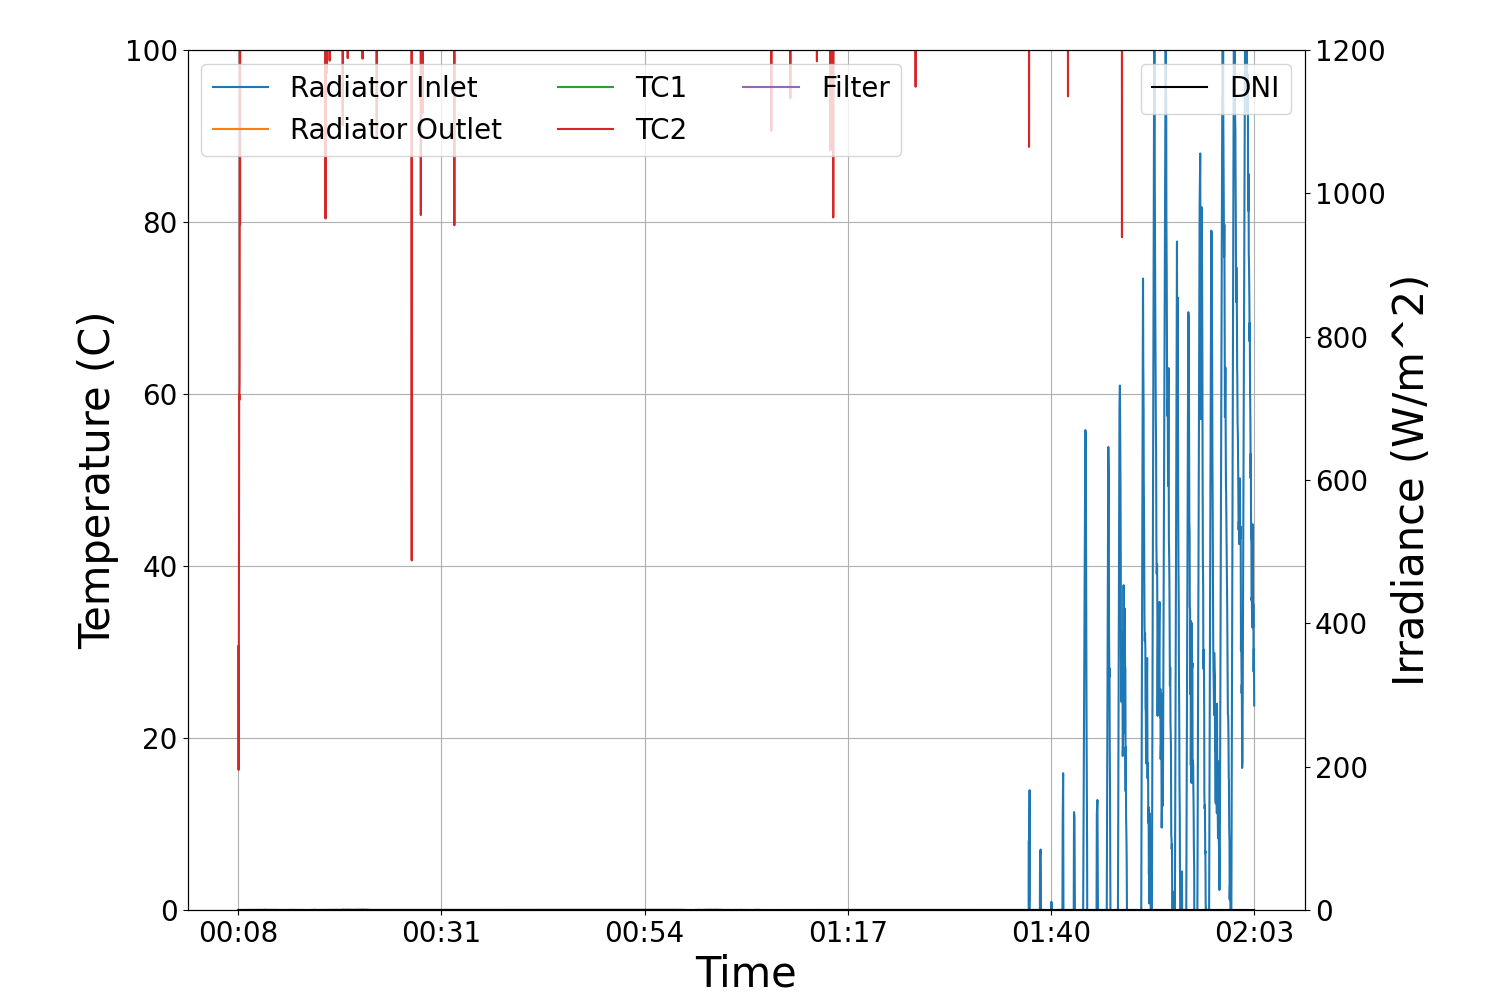 100
80
60
40
20
0
Temperature (C)
Radiator Inlet
Radiator Outlet
TC1
TC2
Filter
DNI
1200
1000
800
600
400
200
0
Irradiance (W/m^2)
00:08 00:31 00:54 01:17 01:40 02:03
Time